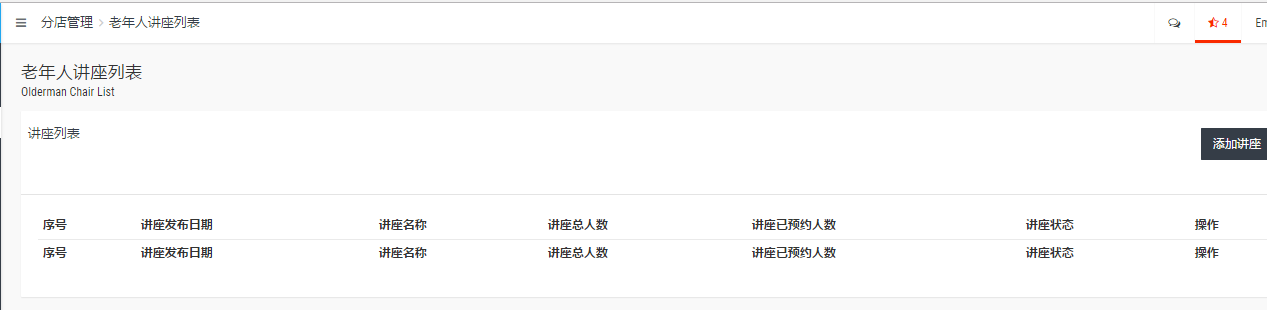 分店管理 > 老年人讲座列表 4 Em
老年人讲座列表
Olderman Chair List
讲座列表 添加讲座
序号 讲座发布日期 讲座名称 讲座总人数 讲座已预约人数 讲座状态 操作
序号 讲座发布日期 讲座名称 讲座总人数 讲座已预约人数 讲座状态 操作